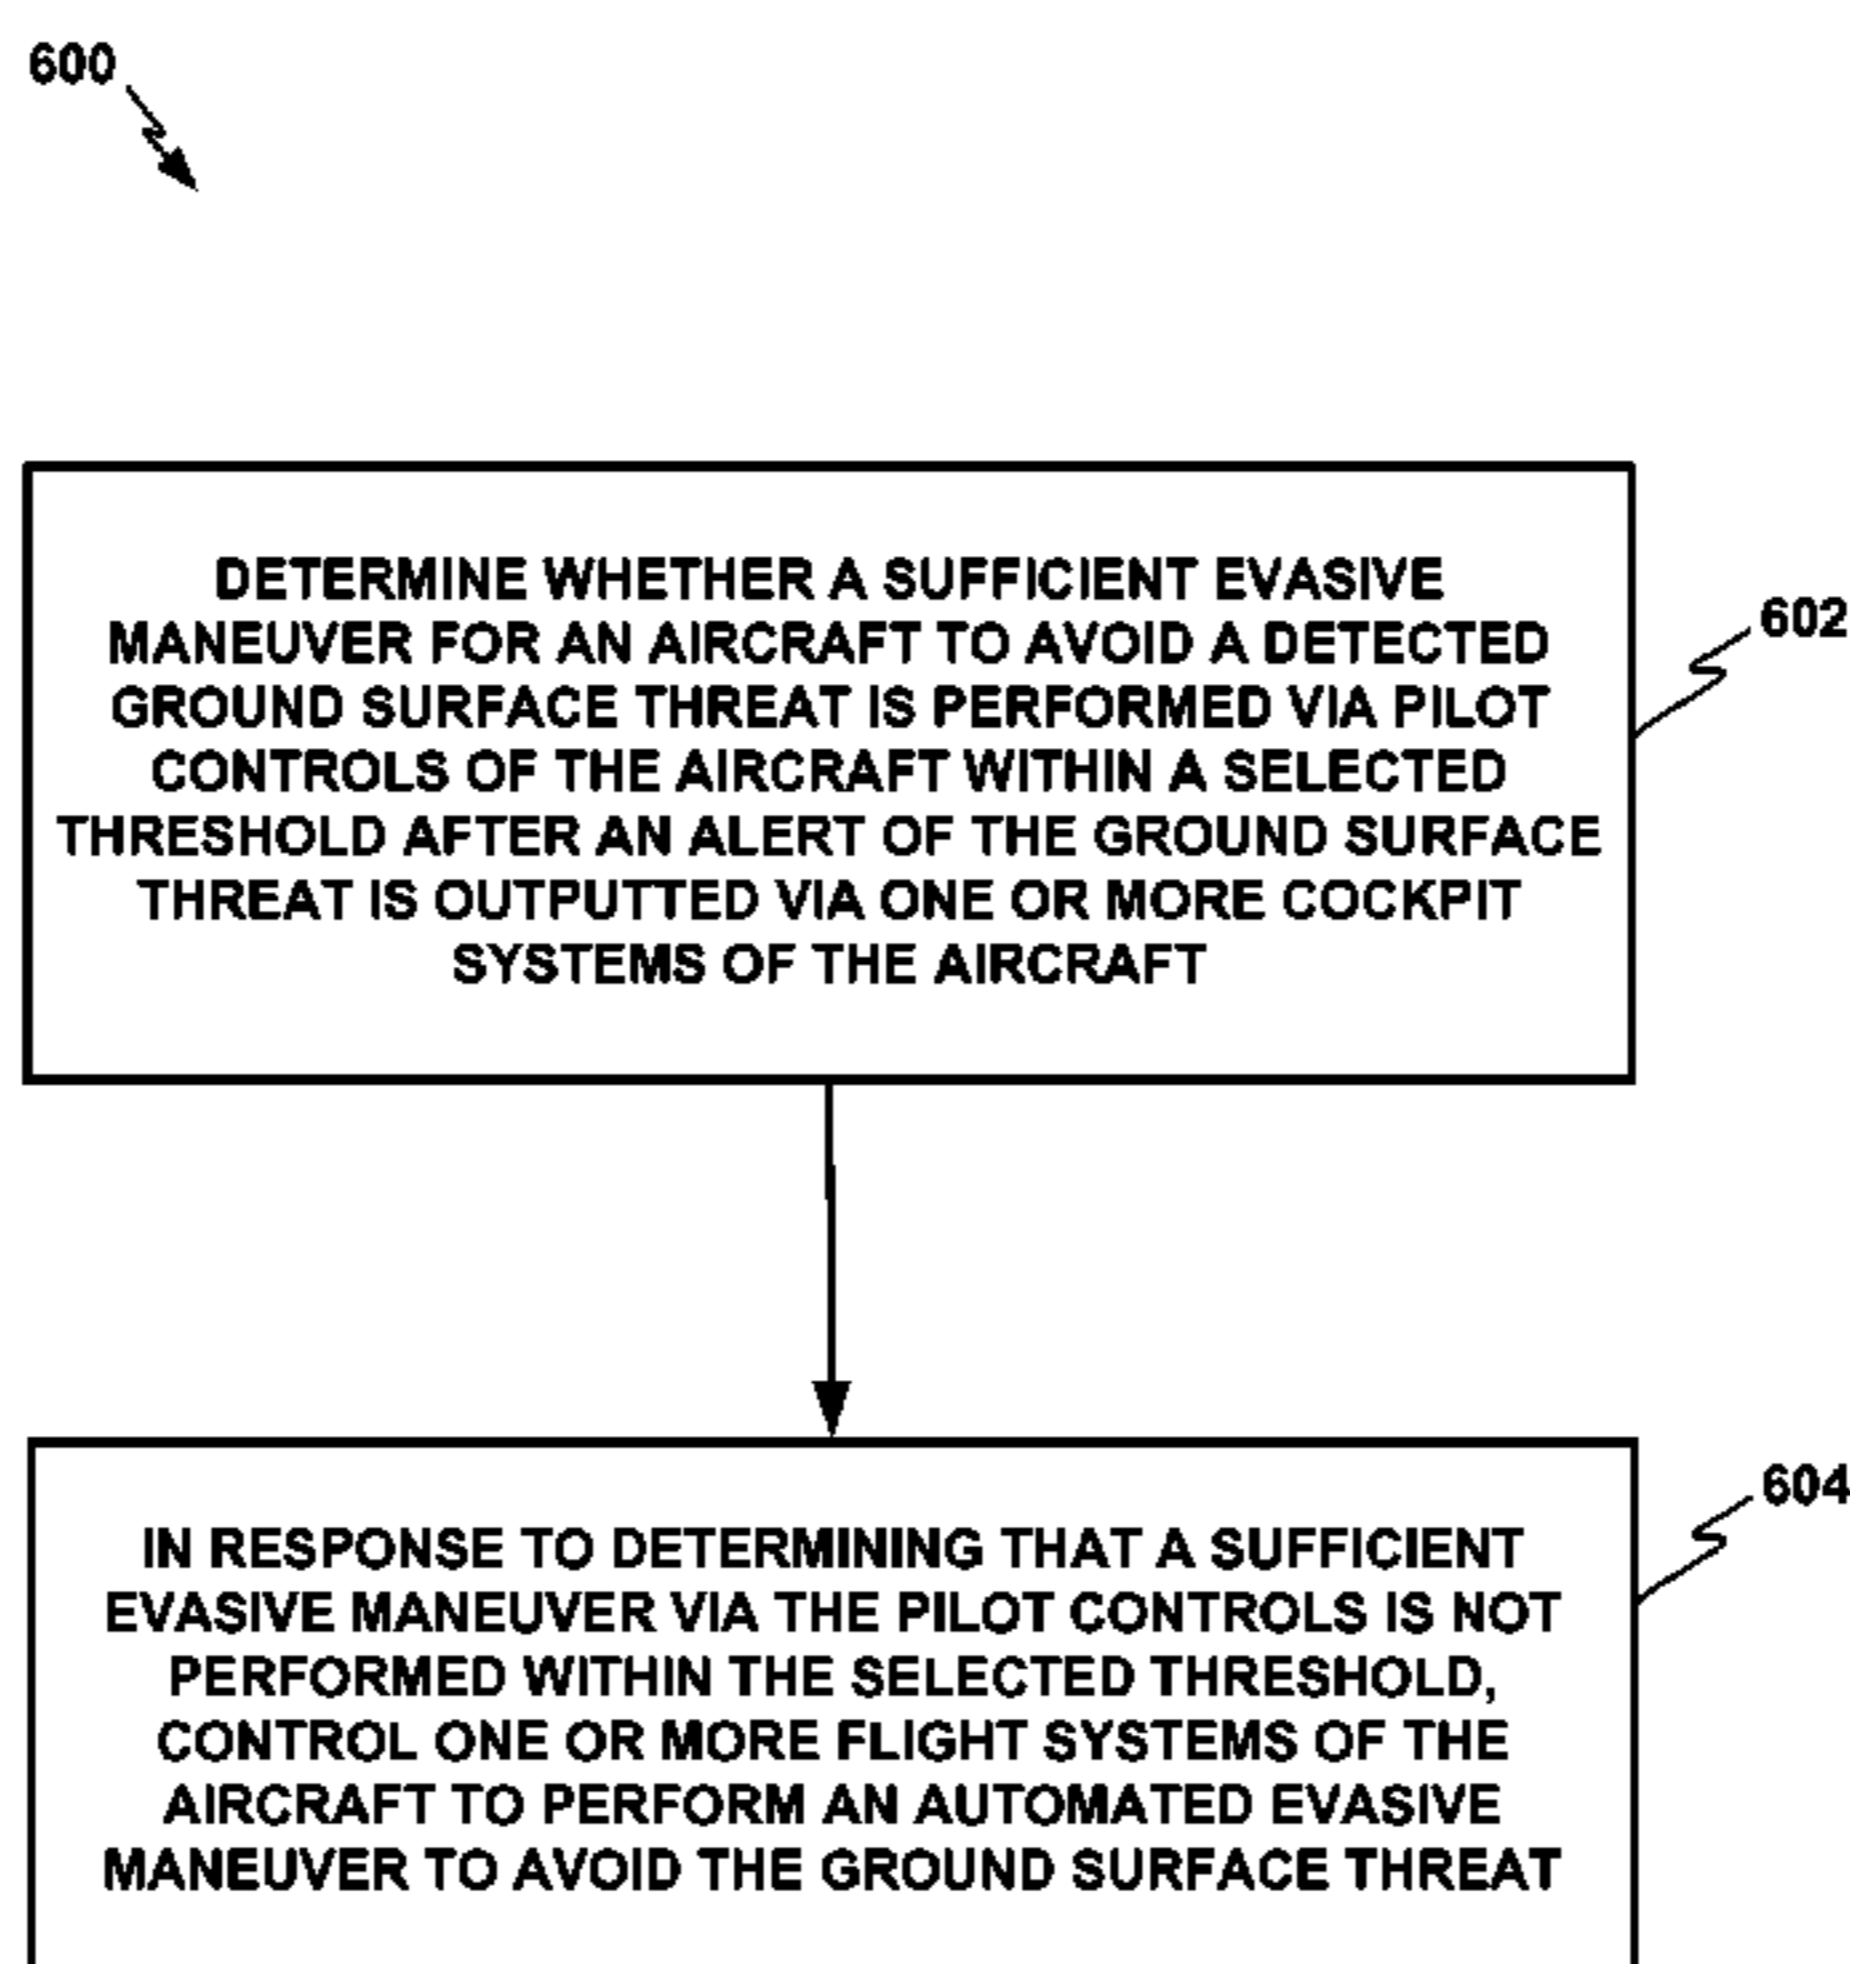 600
DETERMINE WHETHER A SUFFICIENT EVASIVE
MANEUVER FOR AN AIRCRAFT TO AVOID A DETECTED
GROUND SURFACE THREAT IS PERFORMED VIA PILOT
CONTROLS OF THE AIRCRAFT WITHIN A SELECTED
THRESHOLD AFTER AN ALERT OF THE GROUND SURFACE
THREAT IS OUTPUTTED VIA ONE OR MORE COCKPIT
SYSTEMS OF THE AIRCRAFT
602
IN RESPONSE TO DETERMINING THAT A SUFFICIENT
EVASIVE MANEUVER VIA THE PILOT CONTROLS IS NOT
PERFORMED WITHIN THE SELECTED THRESHOLD,
CONTROL ONE OR MORE FLIGHT SYSTEMS OF THE
AIRCRAFT TO PERFORM AN AUTOMATED EVASIVE
MANEUVER TO AVOID THE GROUND SURFACE THREAT
604